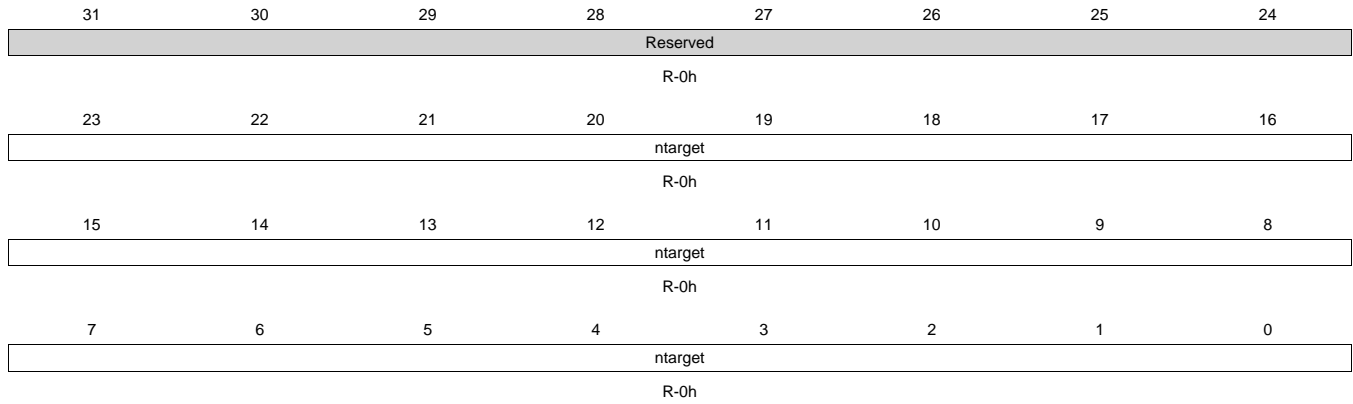 31 30 29 28 27 26 25 24
Reserved
R-0h
23 22 21 20 19 18 17 16
ntarget
R-0h
15 14 13 12 11 10 9 8
ntarget
R-0h
7 6 5 4 3 2 1 0
ntarget
R-0h